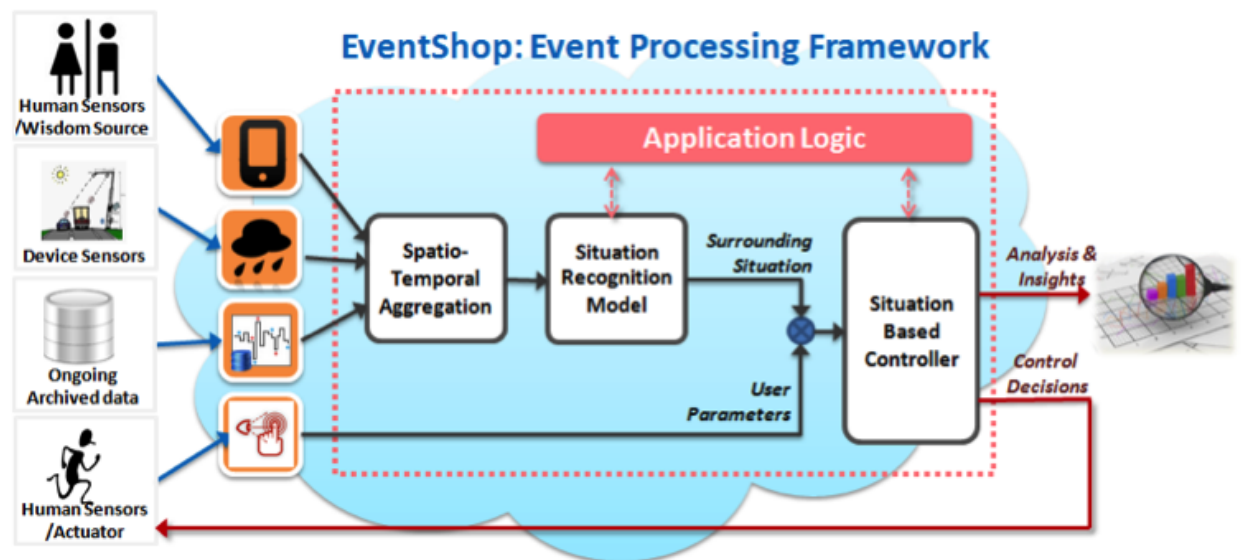 EventShop: Event Processing Framework
Human Sensors
/Wisdom Source
Device Sensors
Ongoing
Archived data
Human Sensors
/Actuator
Application Logic
Spatio-
Temporal
Aggregation
Situation
Recognition
Model
Surrounding
Situation
User
Parameters
Situation
Based
Controller
Analysis &
Insights
Control
Decisions